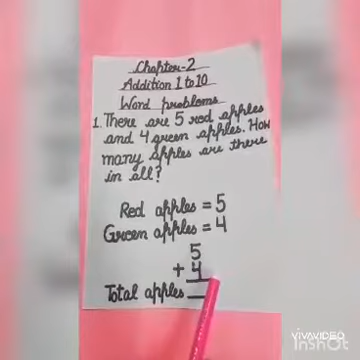 Chapter-2
Addition 1 to 10
Word problems
1. There are 5 red apples
and 4 green apples. How
many apples are there
in all?
Red apples = 5
Green apples = 4
5
+ 4
Total apples __
VIVAVIDEO
InShOt